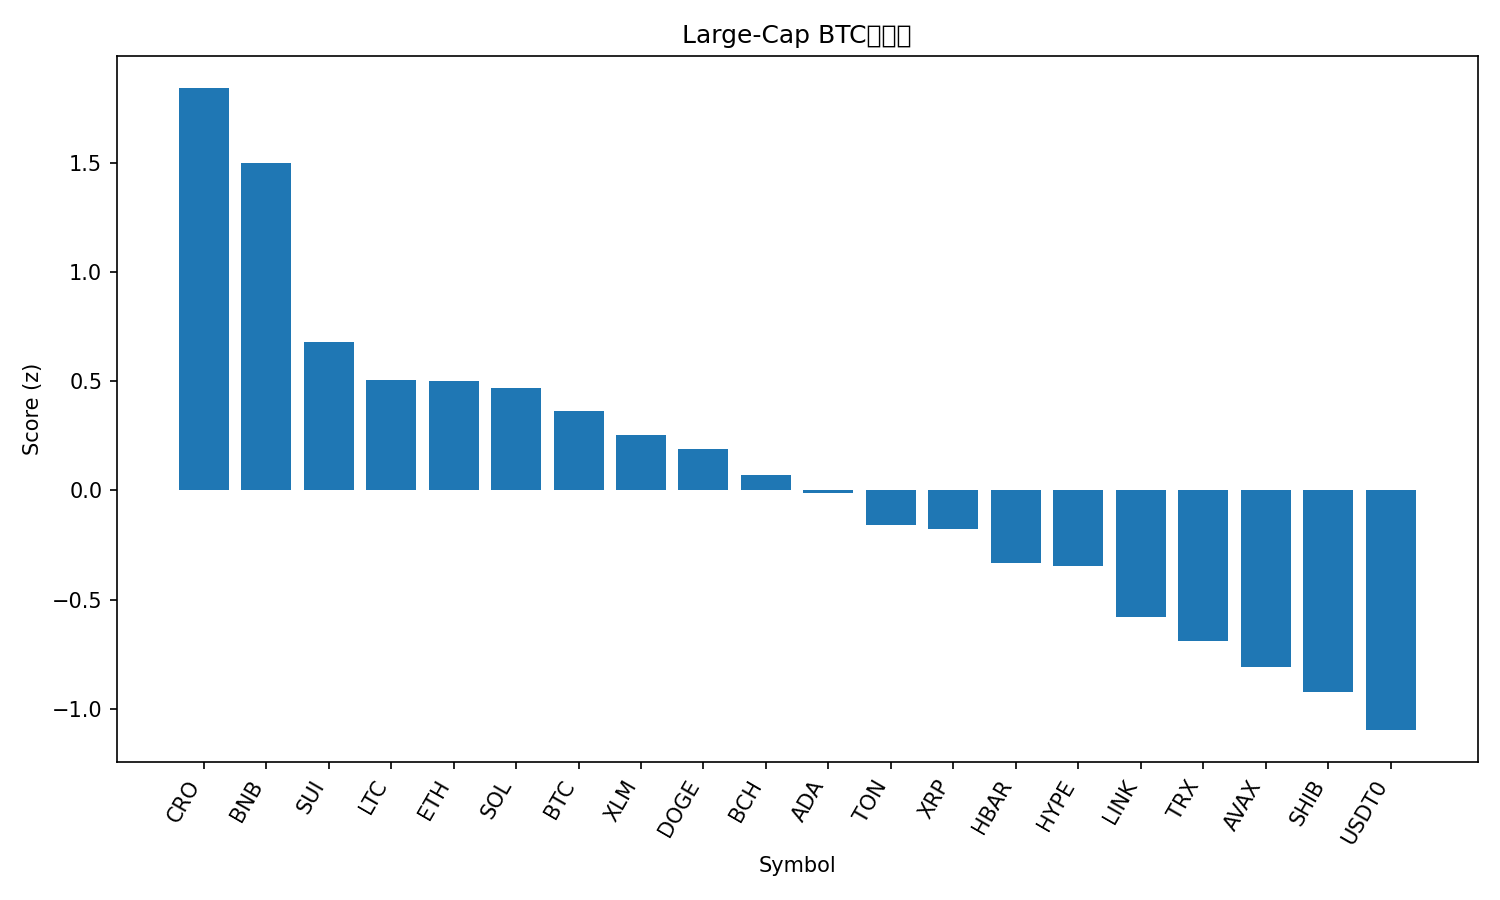 Large-Cap BTC
Score (z)
1.5
1.0
0.5
0.0
−0.5
−1.0
CRO
BNB
SUI
LTC
ETH
SOL
BTC
XLM
DOGE
BCH
ADA
TON
XRP
HBAR
HYPE
LINK
TRX
AVAX
SHIB
USDT0
Symbol